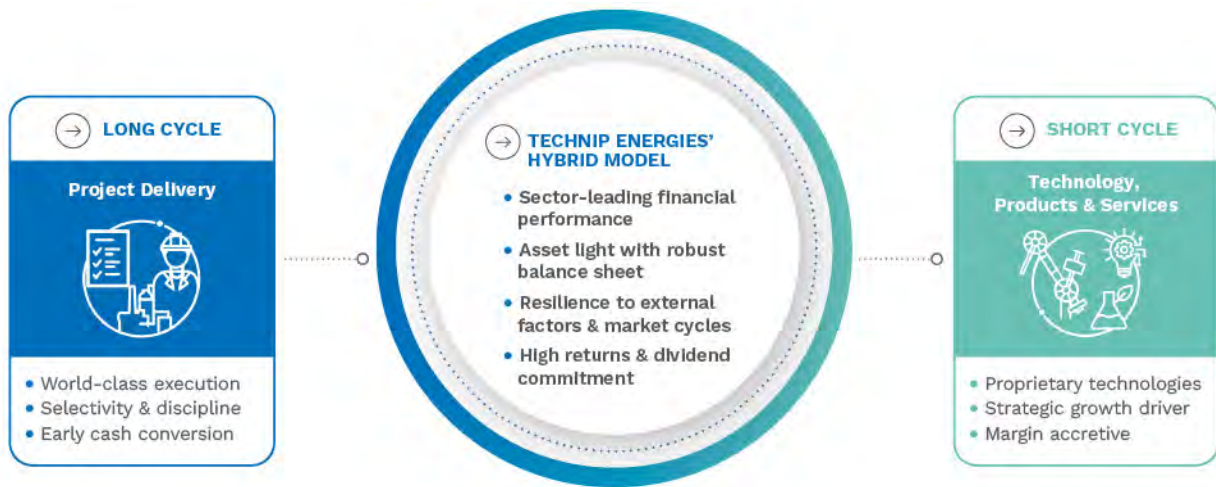 LONG CYCLE
Project Delivery
• World-class execution
• Selectivity & discipline
• Early cash conversion
TECHNIP ENERGIES'
HYBRID MODEL
• Sector-leading financial
performance
• Asset light with robust
balance sheet
• Resilience to external
factors & market cycles
• High returns & dividend
commitment
SHORT CYCLE
Technology,
Products & Services
• Proprietary technologies
• Strategic growth driver
• Margin accretive